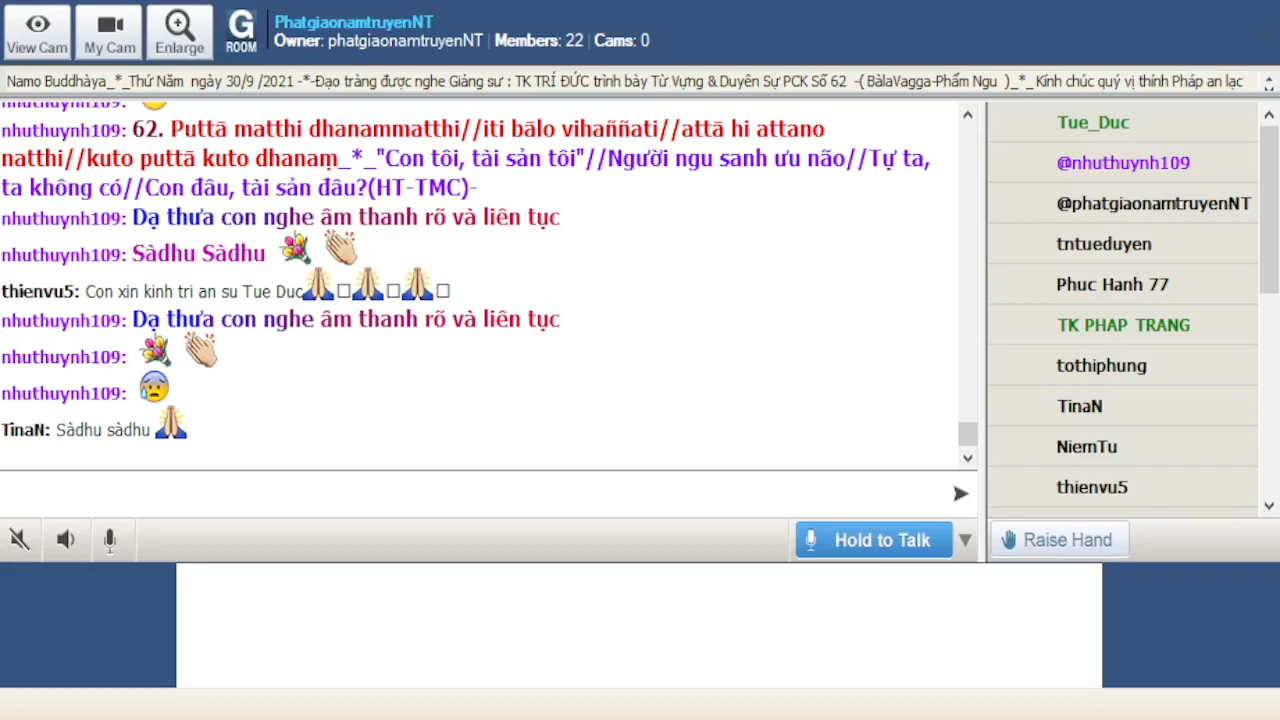 View Cam
My Cam
Enlarge
G
ROOM
PhatgiaonamtruyenNT
Owner: phatgiaonamtruyenNT | Members: 22 | Cams: 0
Namo Buddhàya_*_Thứ Năm ngày 30/9 /2021 -*-Đạo tràng được nghe Giảng sư : TK TRÍ ĐỨC trình bày Từ Vựng & Duyên Sự PCK Số 62 -( BàlaVagga-Phẩm Ngu )_*_ Kính chúc quý vị thính Pháp an lạc
nhuthuynh109:
nhuthuynh109: 62. Puttā matthi dhanammatthi//iti bālo vihaññati//attā hi attano
natthi//kuto puttā kuto dhanaṃ_*_"Con tôi, tài sản tôi"//Người ngu sanh ưu não//Tự ta,
ta không có//Con đâu, tài sản đâu?(HT-TMC)-
nhuthuynh109: Dạ thưa con nghe âm thanh rõ và liên tục
nhuthuynh109: Sàdhu Sàdhu
thienvu5: Con xin kinh tri an su Tue Duc
nhuthuynh109: Dạ thưa con nghe âm thanh rõ và liên tục
nhuthuynh109:
nhuthuynh109:
TinaN: Sàdhu sàdhu
Tue_Duc
@nhuthuynh109
@phatgiaonamtruyenNT
tntueduyen
Phuc Hanh 77
TK PHAP TRANG
tothiphung
TinaN
NiemTu
thienvu5
Hold to Talk
Raise Hand